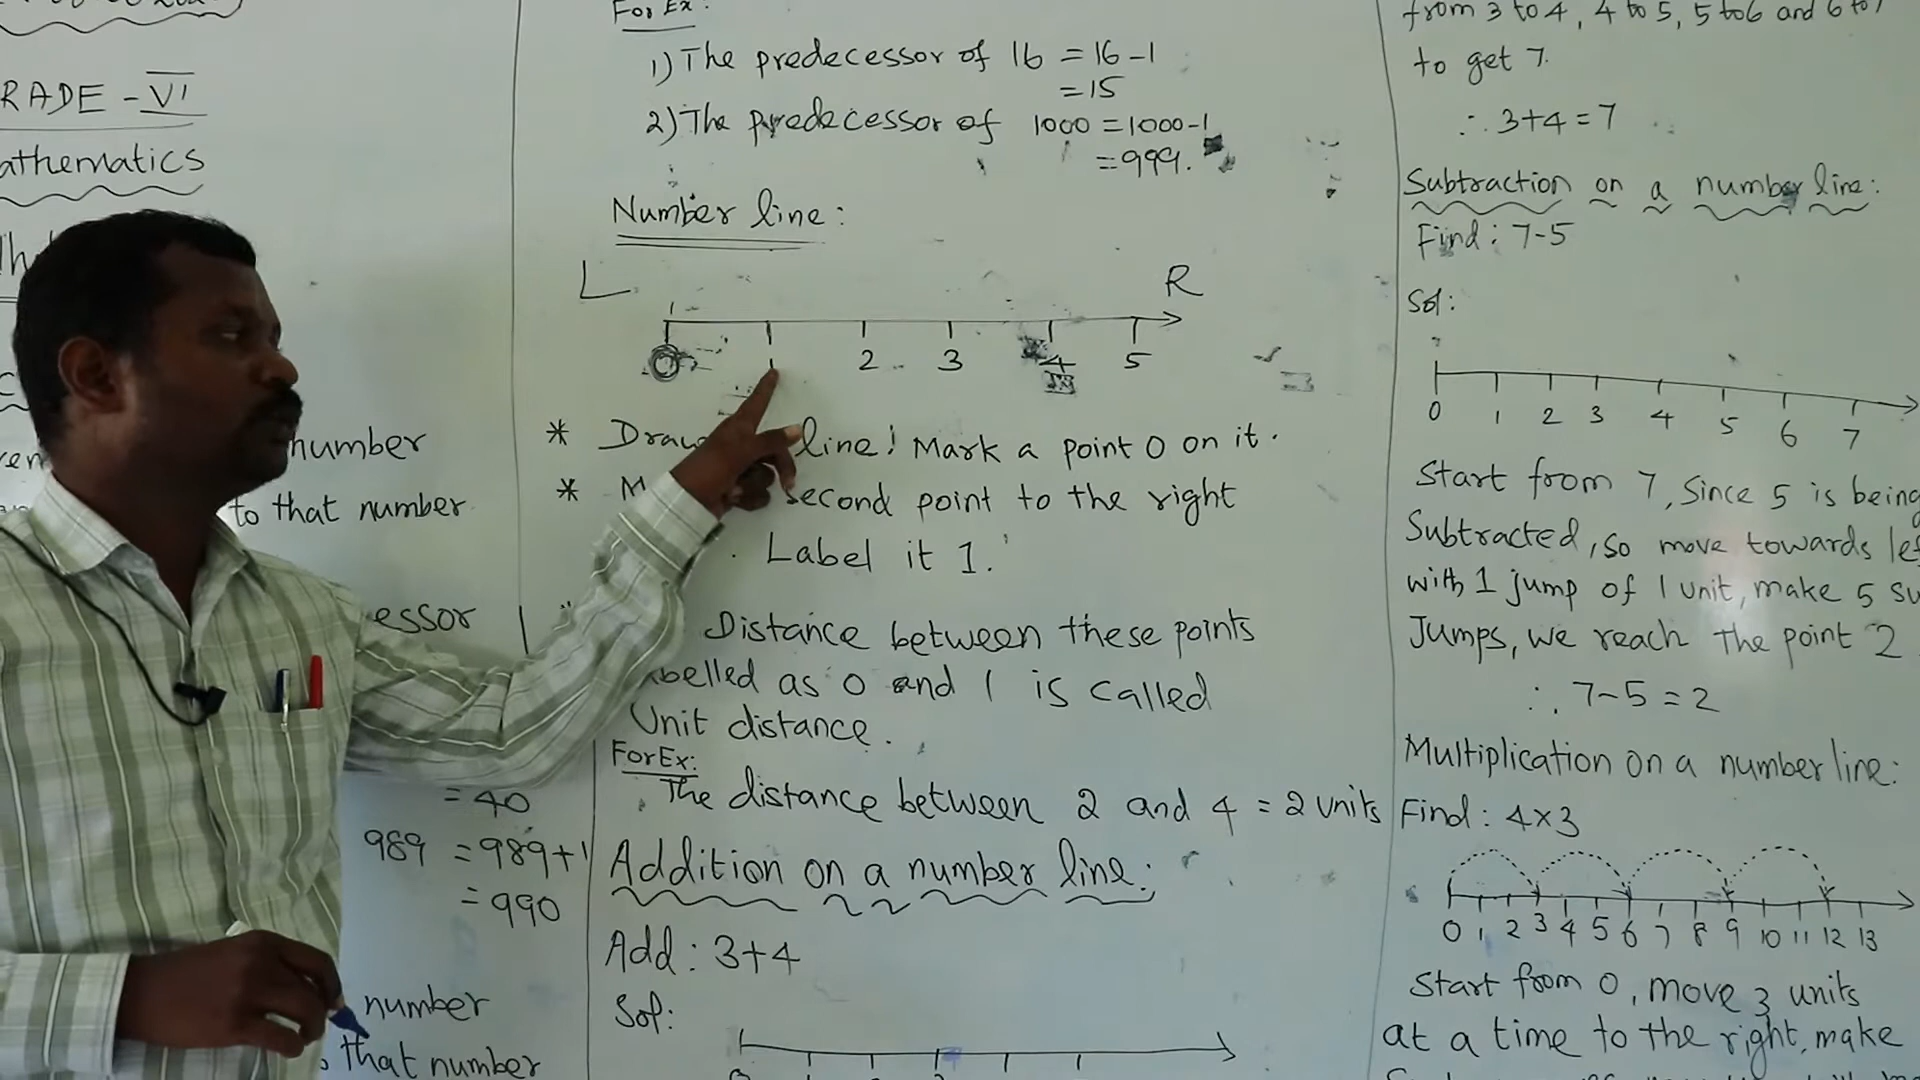 RADE - VI
athematics
number
to that number
essor
= 40
989 = 989+1
= 990
number
that number
For Ex:
1) The predecessor of 16 = 16-1
= 15
2) The predecessor of 1000 = 1000-1
= 999.
Number line:
L R
0 1 2 3 4 5
* Draw line! Mark a point 0 on it.
* second point to the right
Label it 1.
Distance between these points
abelled as 0 and 1 is called
Unit distance.
For Ex:
The distance between 2 and 4 = 2 units
Addition on a number line:
Add: 3+4
Sol:
from 3 to 4, 4 to 5, 5 to 6 and 6 to 7
to get 7.
∴ 3+4=7
Subtraction on a number line:
Find: 7-5
Sol:
0 1 2 3 4 5 6 7
Start from 7, Since 5 is being
Subtracted, so move towards lef
with 1 jump of 1 unit, make 5 su
Jumps, we reach The point 2
∴ 7-5=2
Multiplication on a number line:
Find: 4x3
0 1 2 3 4 5 6 7 8 9 10 11 12 13
Start from 0, move 3 units
at a time to the right, make